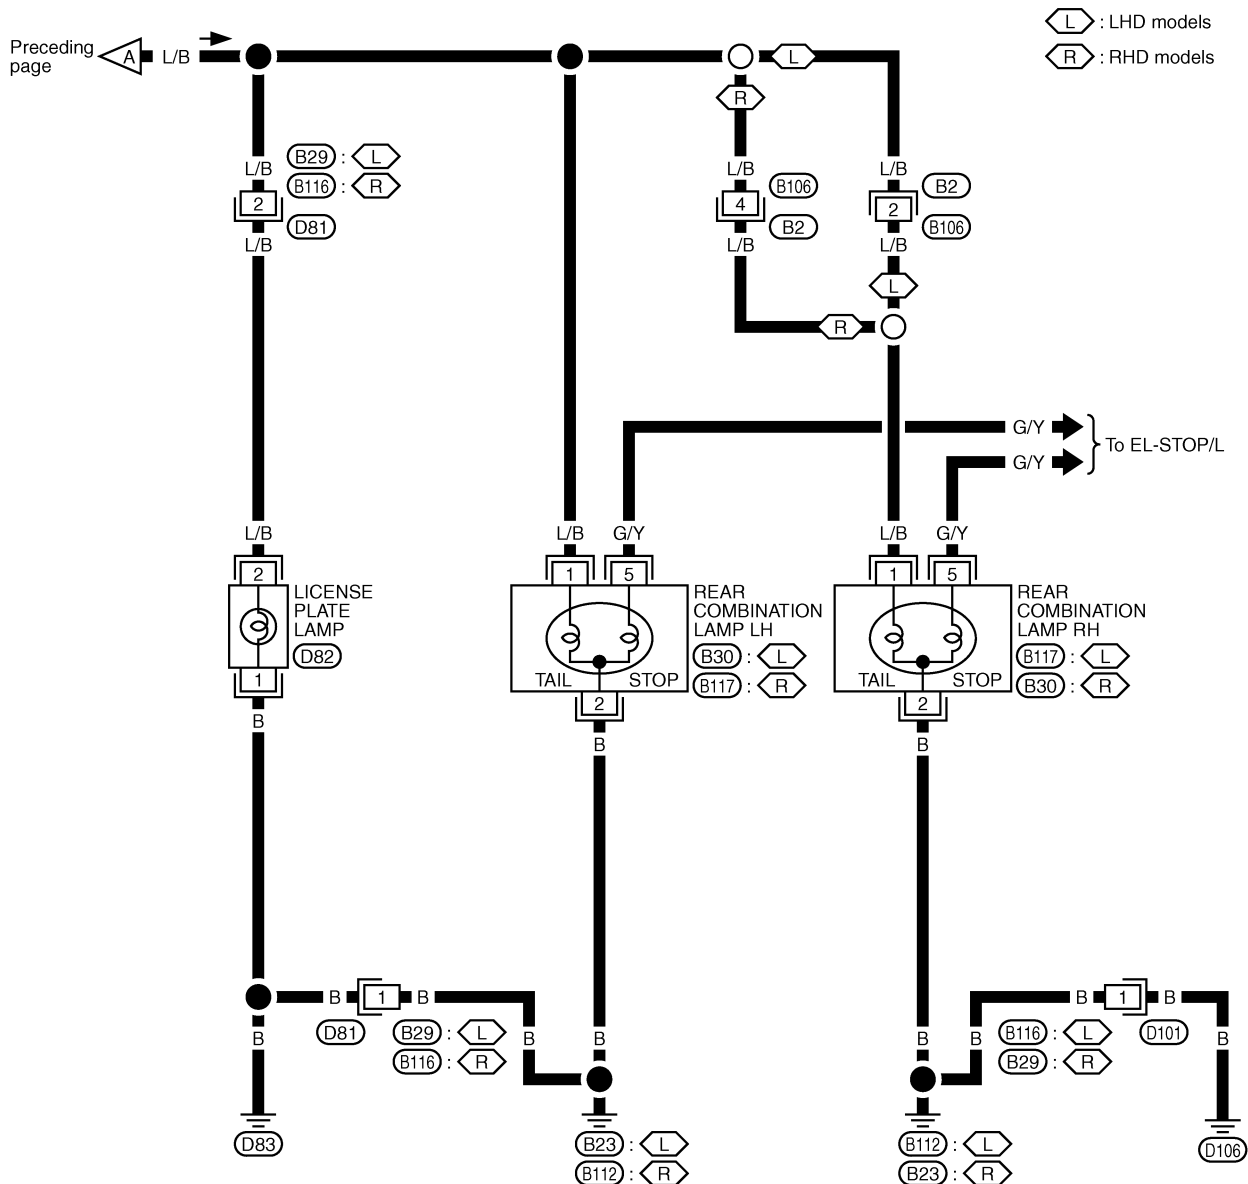 L : LHD models
R : RHD models
Preceding
page
A
L/B
L
R
L/B
B29 : L
B116 : R
2
D81
L/B
L/B
4
B106
B2
L/B
L/B
2
B2
B106
L/B
L
R
G/Y
G/Y
To EL-STOP/L
L/B
L/B
G/Y
L/B
G/Y
2
1
5
1
5
LICENSE
PLATE
LAMP
D82
1
REAR
COMBINATION
LAMP LH
B30 : L
B117 : R
TAIL
STOP
2
REAR
COMBINATION
LAMP RH
B117 : L
B30 : R
TAIL
STOP
2
B
B
B
B
1
B
D81
B29 : L
B116 : R
B
1
B
B116 : L
B29 : R
D101
B
B
B
B
B
B
D83
B23 : L
B112 : R
B112 : L
B23 : R
D106